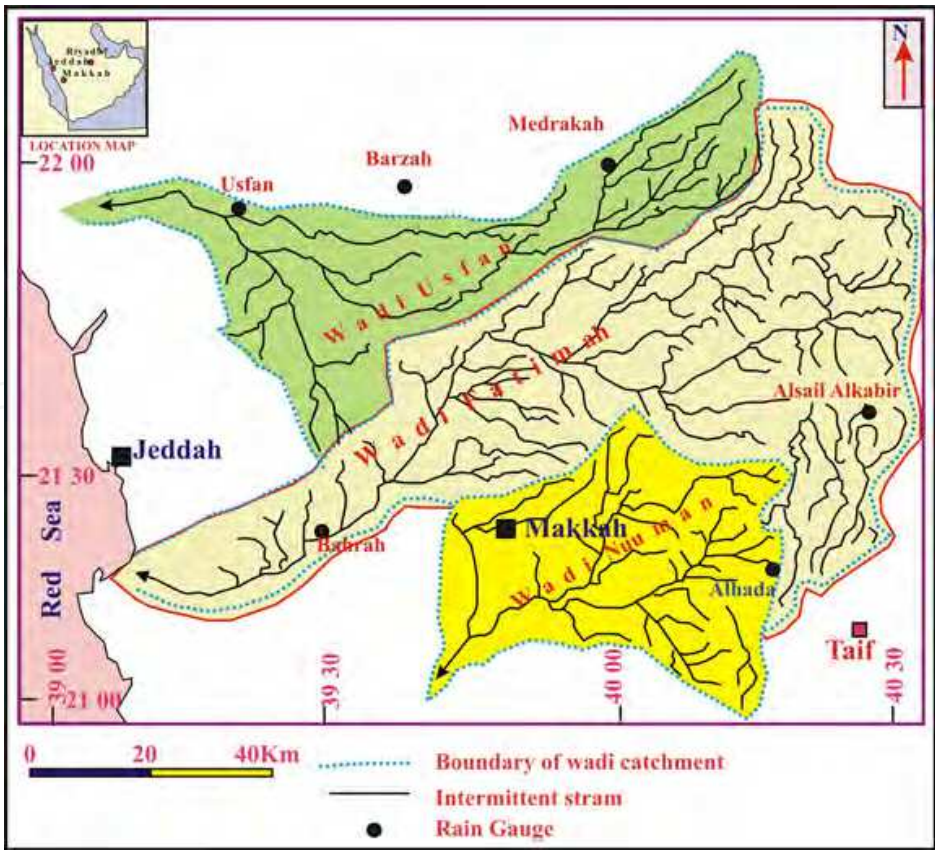 Riyadh
Jeddah
Makkah
LOCATION MAP
N
22 00
Medrakah
Barzah
Usfan
Wadi Usfan
Wadi Fatimah
Alsail Alkabir
Jeddah
21 30
Makkah
Wadi Nuuman
Bahrah
Alhada
Red Sea
Taif
39 00
21 00
39 30
40 00
40 30
0 20 40Km
Boundary of wadi catchment
Intermittent stram
Rain Gauge